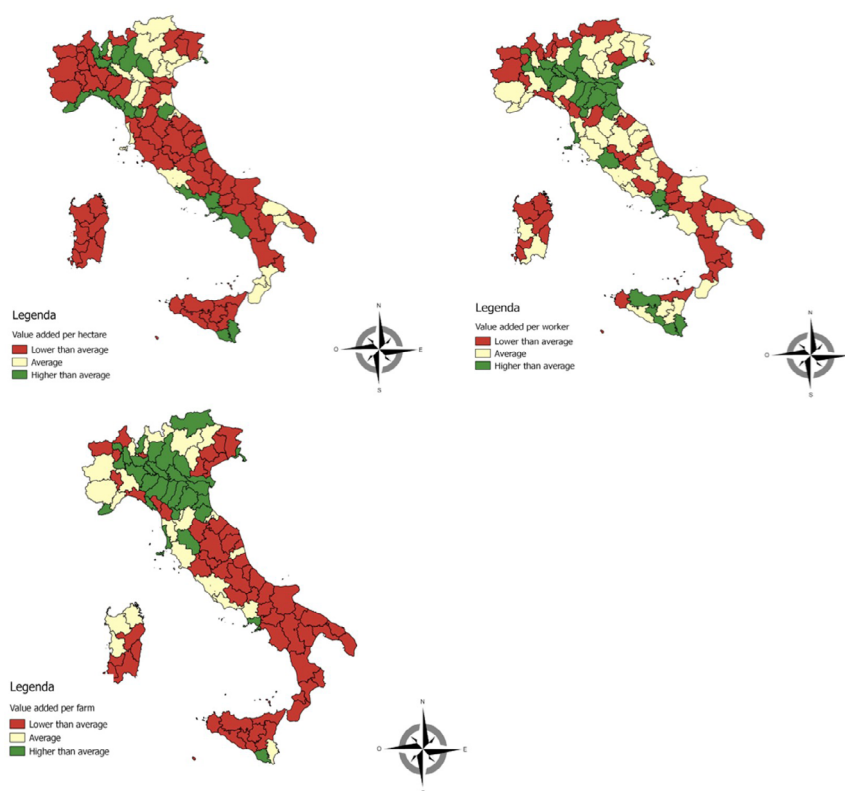 N
O
E
S
Legenda
Value added per hectare
Lower than average
Average
Higher than average
N
O
E
S
Legenda
Value added per worker
Lower than average
Average
Higher than average
N
O
E
Legenda
Value added per farm
Lower than average
Average
Higher than average